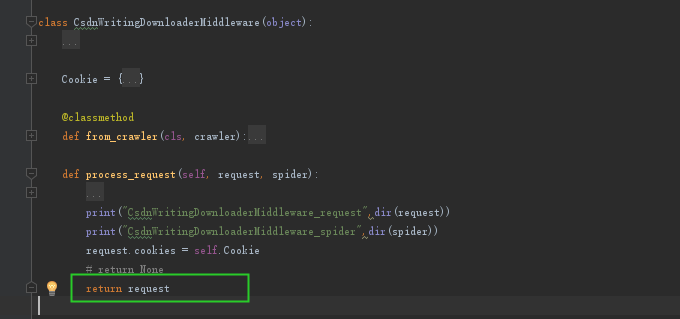 class CsdnWritingDownloaderMiddleware(object):
...
Cookie = {...}
@classmethod
def from_crawler(cls, crawler):...
def process_request(self, request, spider):
...
print("CsdnWritingDownloaderMiddleware_request",dir(request))
print("CsdnWritingDownloaderMiddleware_spider",dir(spider))
request.cookies = self.Cookie
# return None
return request